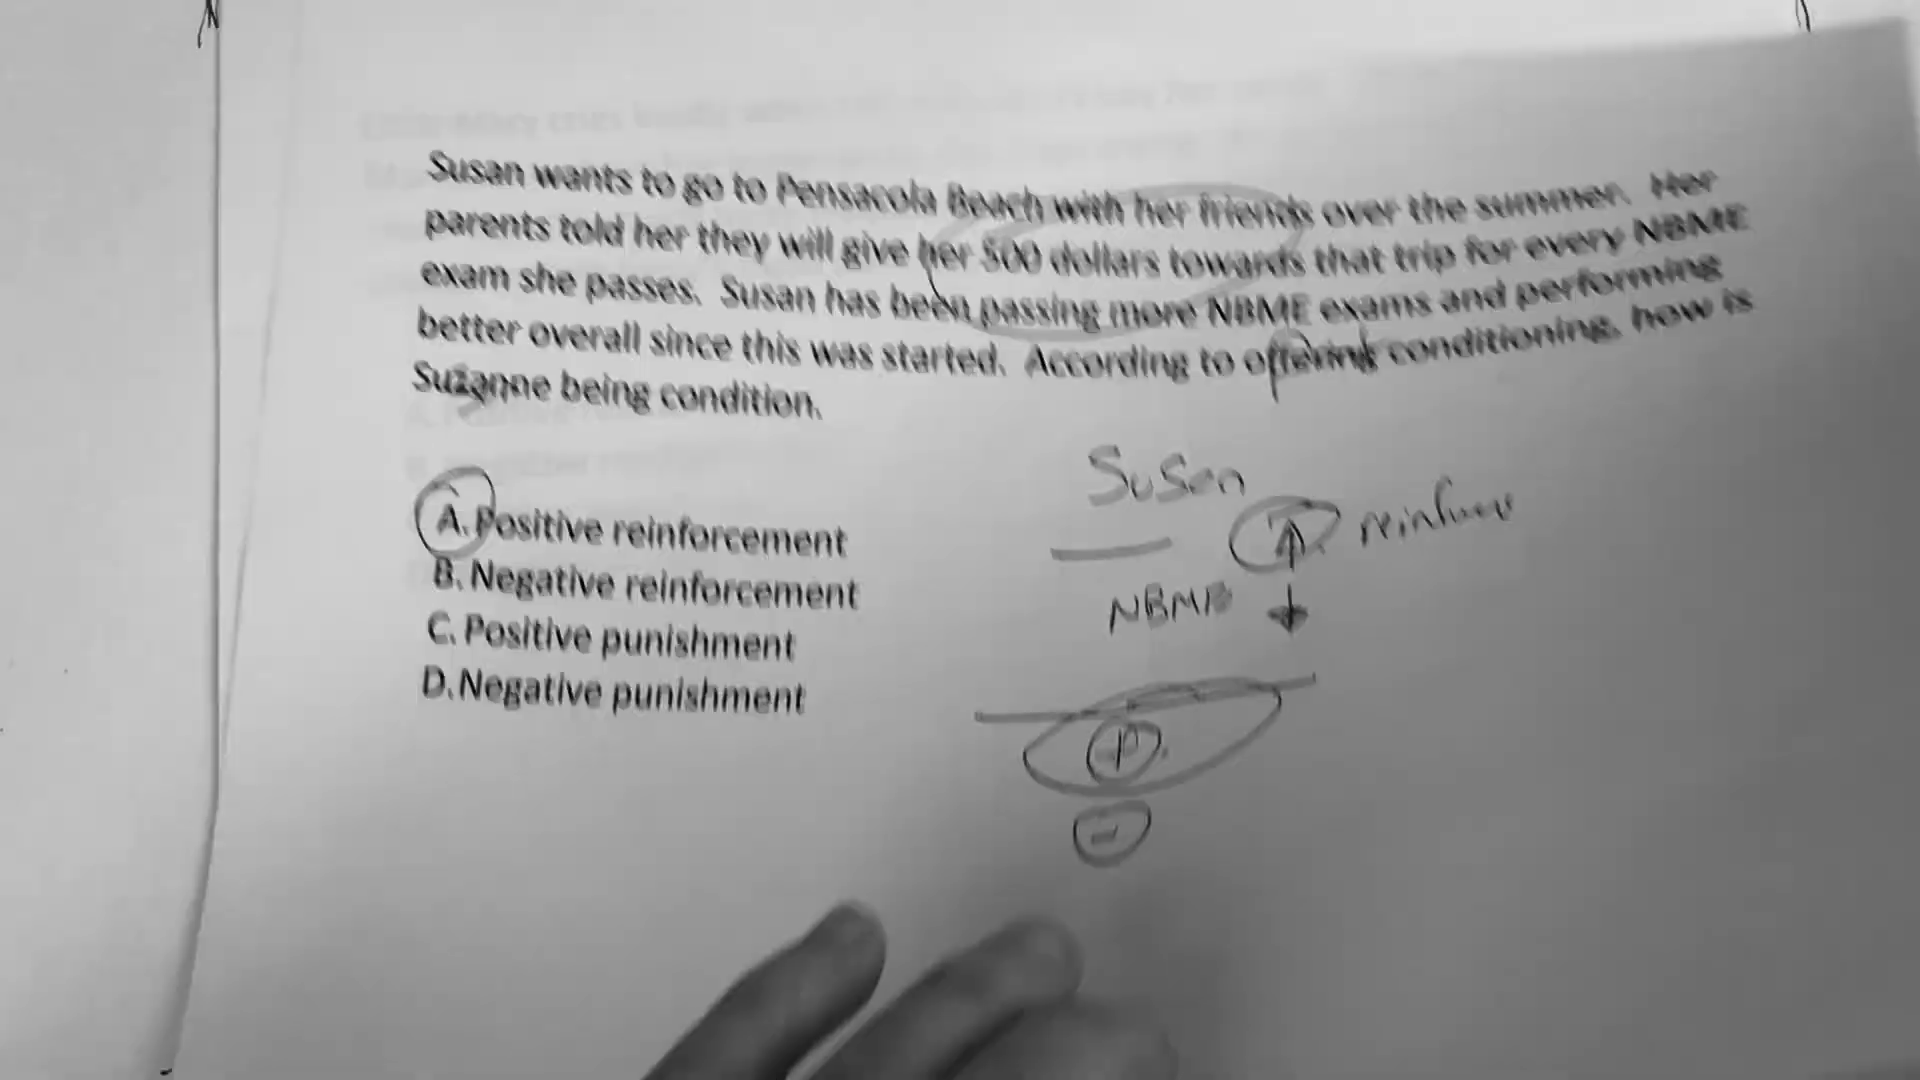 Susan wants to go to Pensacola Beach with her friends over the summer. Her
parents told her they will give her 500 dollars towards that trip for every NBME
exam she passes. Susan has been passing more NBME exams and performing
better overall since this was started. According to offering conditioning, how is
Suzanne being condition.
A. Positive reinforcement
B. Negative reinforcement
C. Positive punishment
D. Negative punishment
Susan
↑ reinforce
NBME ↓
+
-